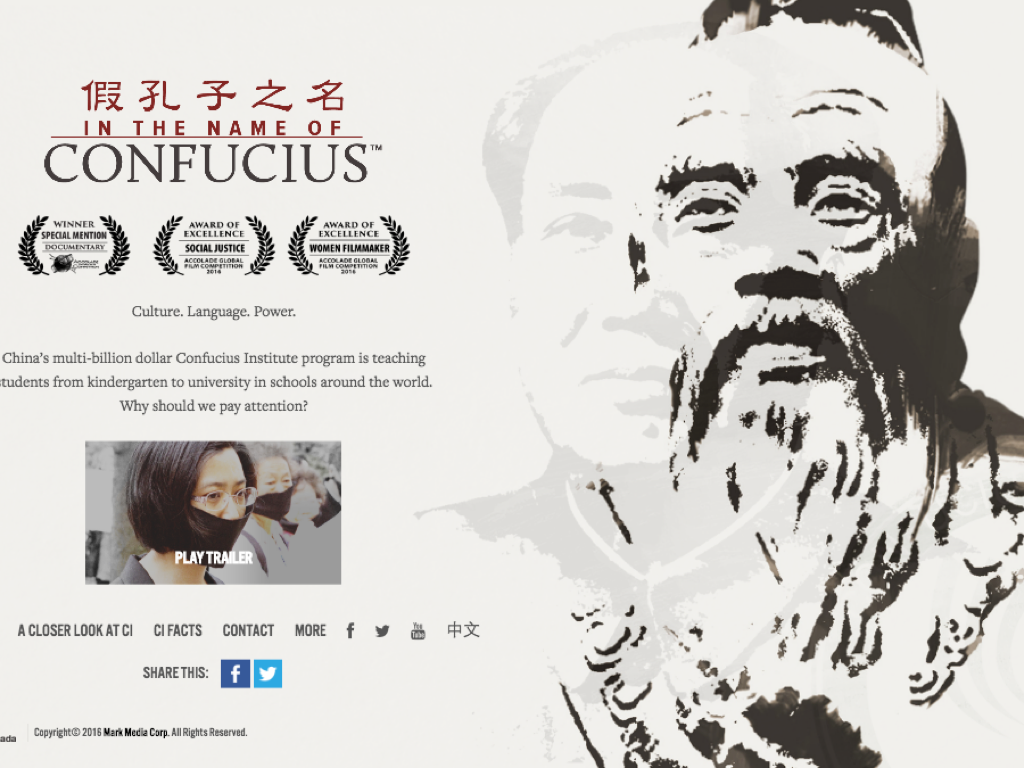 假孔子之名
IN THE NAME OF
CONFUCIUS™
WINNER
SPECIAL MENTION
DOCUMENTARY
AWARD OF
EXCELLENCE
SOCIAL JUSTICE
ACCOLADE GLOBAL
FILM COMPETITION
2016
AWARD OF
EXCELLENCE
WOMEN FILMMAKER
ACCOLADE GLOBAL
FILM COMPETITION
2016
Culture. Language. Power.
China's multi-billion dollar Confucius Institute program is teaching
students from kindergarten to university in schools around the world.
Why should we pay attention?
PLAY TRAILER
A CLOSER LOOK AT CI CI FACTS CONTACT MORE f You Tube 中文
SHARE THIS: f
ada Copyright© 2016 Mark Media Corp. All Rights Reserved.